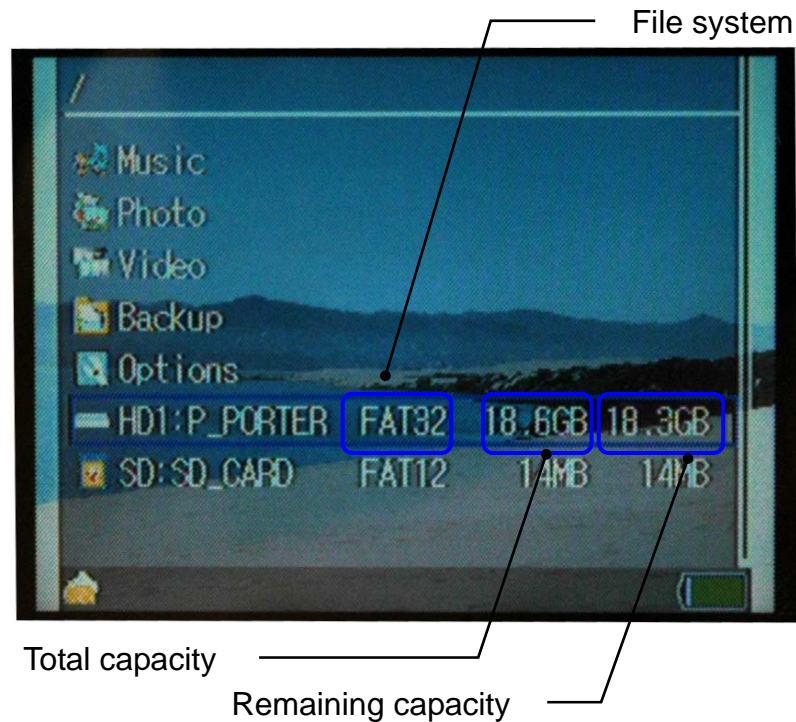 File system
/
Music
Photo
Video
Backup
Options
HD1:P_PORTER FAT32 18.6GB 18.3GB
SD:SD_CARD FAT12 14MB 14MB
Total capacity
Remaining capacity